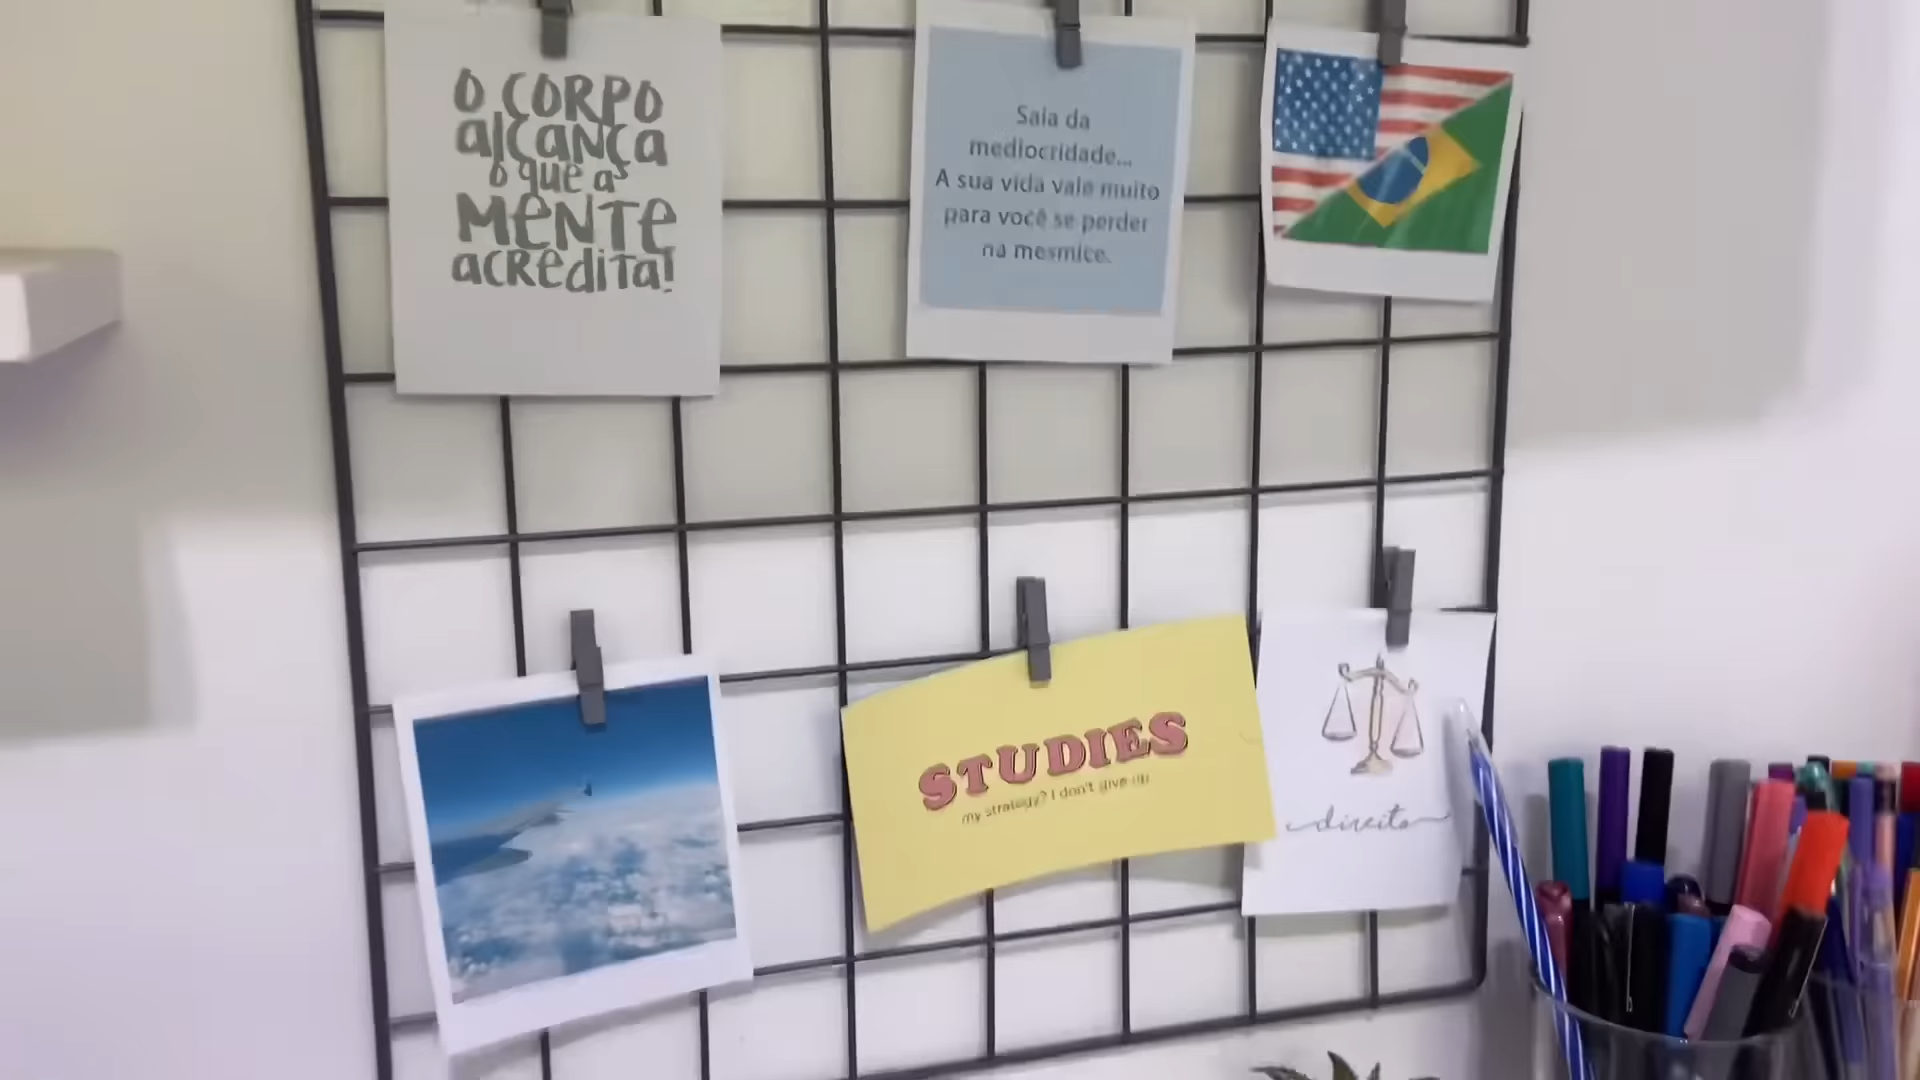 O CORPO
alcança
o que a
MENTE
acredita!
Saia da
mediocridade...
A sua vida vale muito
para você se perder
na mesmice.
STUDIES
my strategy? I don't give up
direito